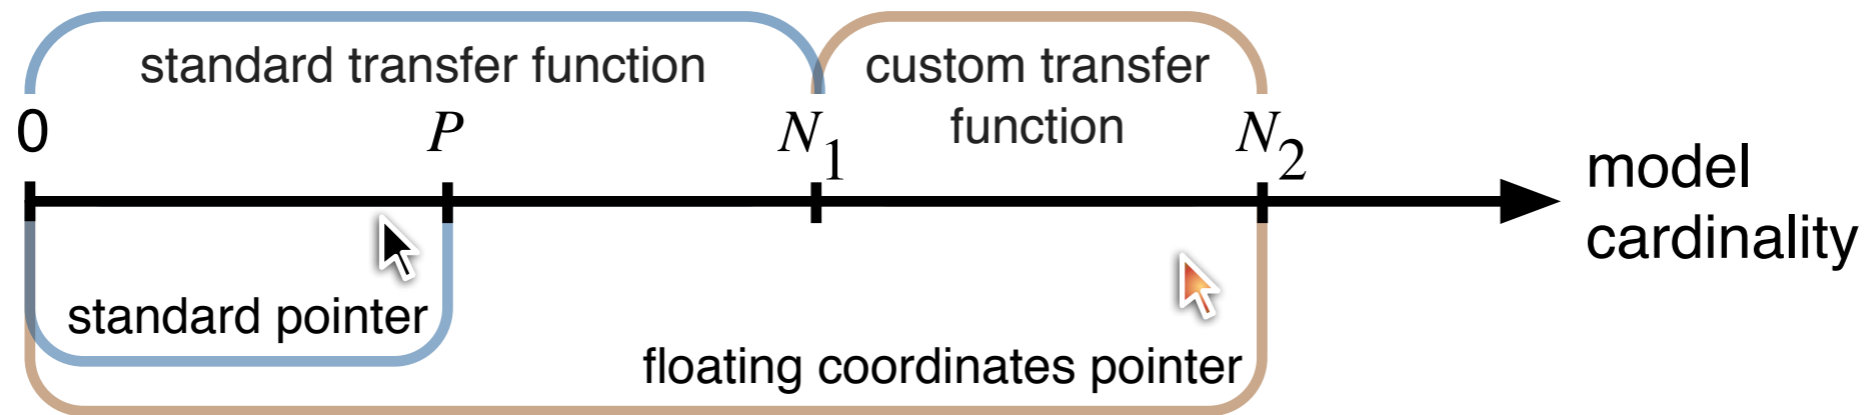 standard transfer function
custom transfer
function
0
P
N1
N2
model
cardinality
standard pointer
floating coordinates pointer